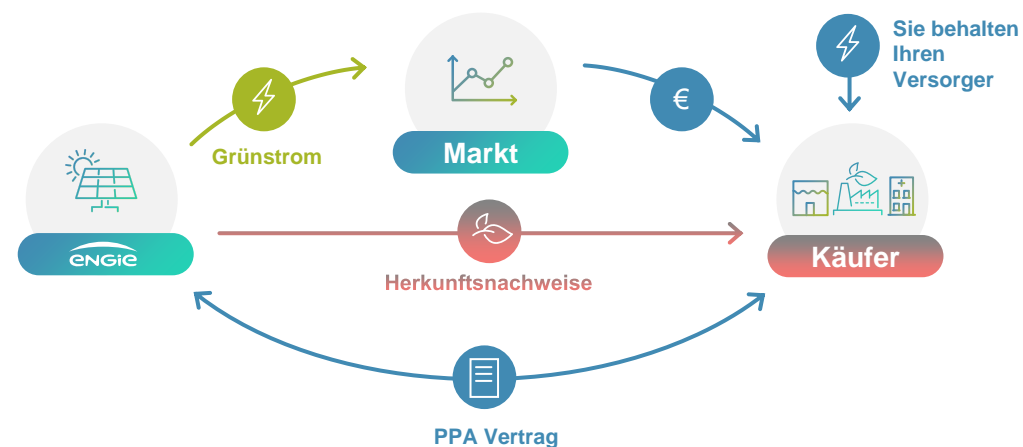 Sie behalten
Ihren
Versorger
€
Grünstrom
Markt
ENGIE
Käufer
Herkunftsnachweise
PPA Vertrag